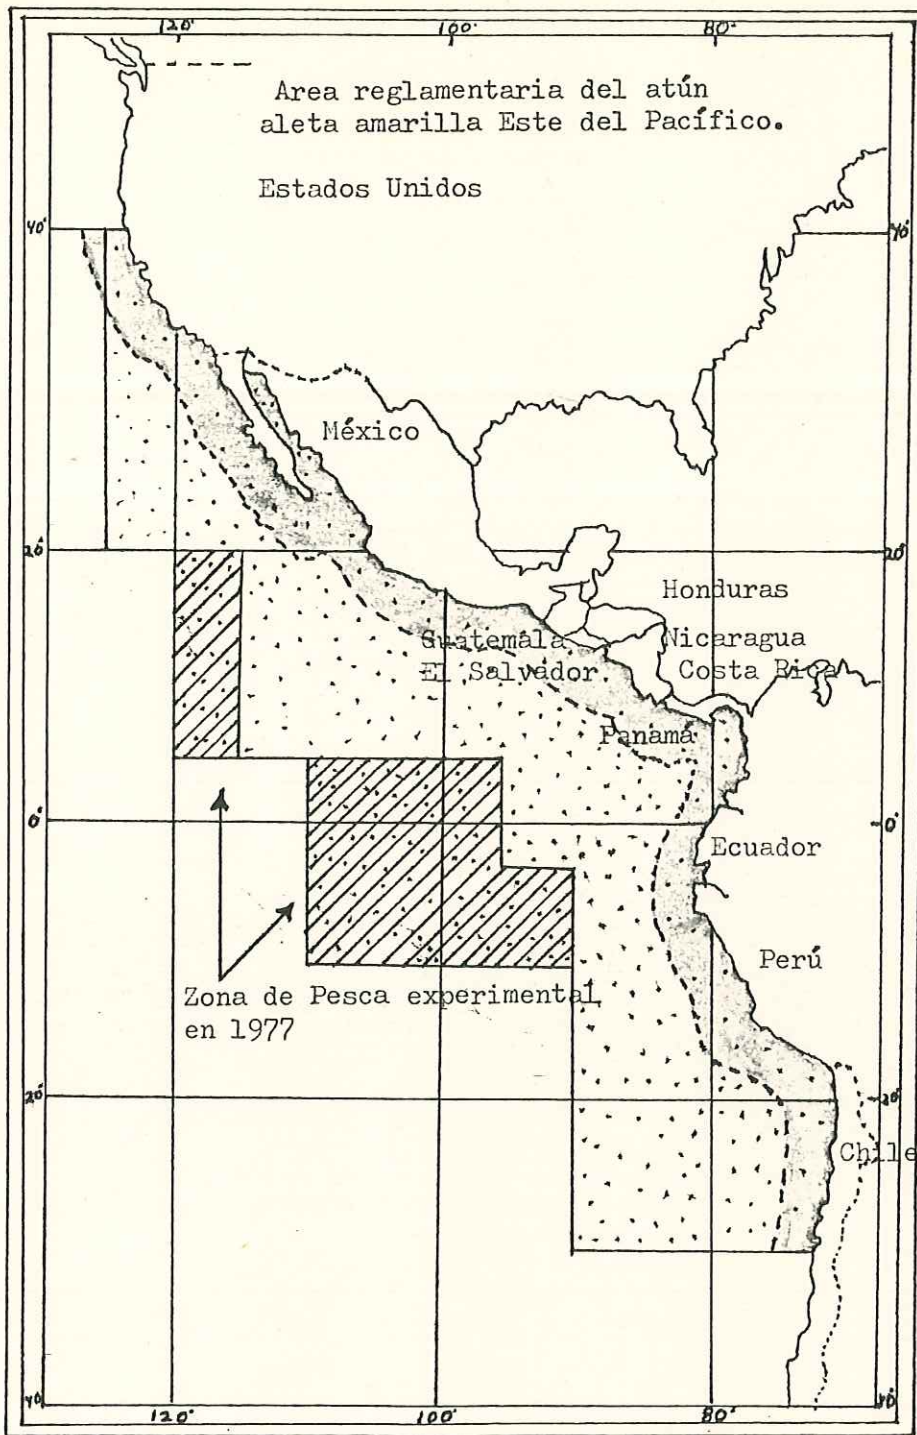 120° 100° 80°
Area reglamentaria del atún
aleta amarilla Este del Pacífico.
Estados Unidos
40° 40°
México
20° 20°
Honduras
Guatemala Nicaragua
El Salvador Costa Rica
Panamá
0° 0°
Ecuador
Perú
Zona de Pesca experimental
en 1977
20° 20°
Chile
40° 40°
120° 100° 80°